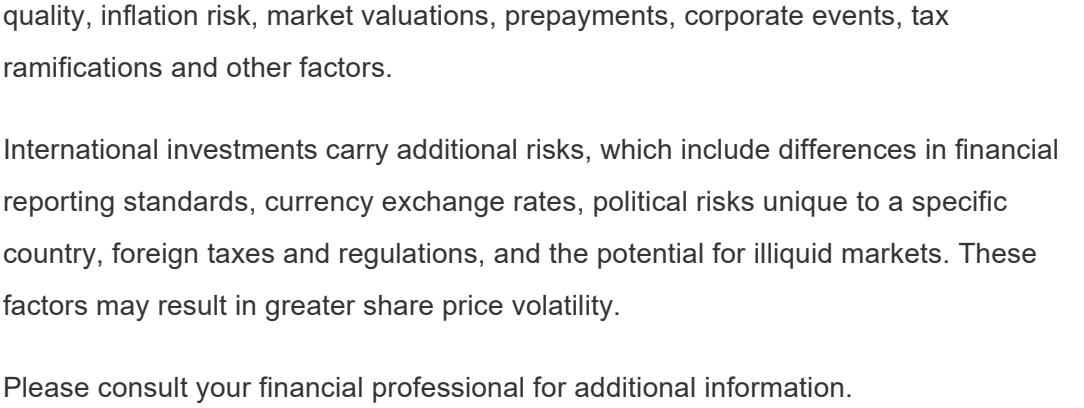 quality, inflation risk, market valuations, prepayments, corporate events, tax
ramifications and other factors.
International investments carry additional risks, which include differences in financial
reporting standards, currency exchange rates, political risks unique to a specific
country, foreign taxes and regulations, and the potential for illiquid markets. These
factors may result in greater share price volatility.
Please consult your financial professional for additional information.